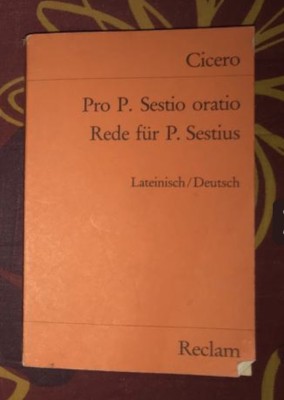 Cicero
Pro P. Sestio oratio
Rede für P. Sestius
Lateinisch/Deutsch
Reclam